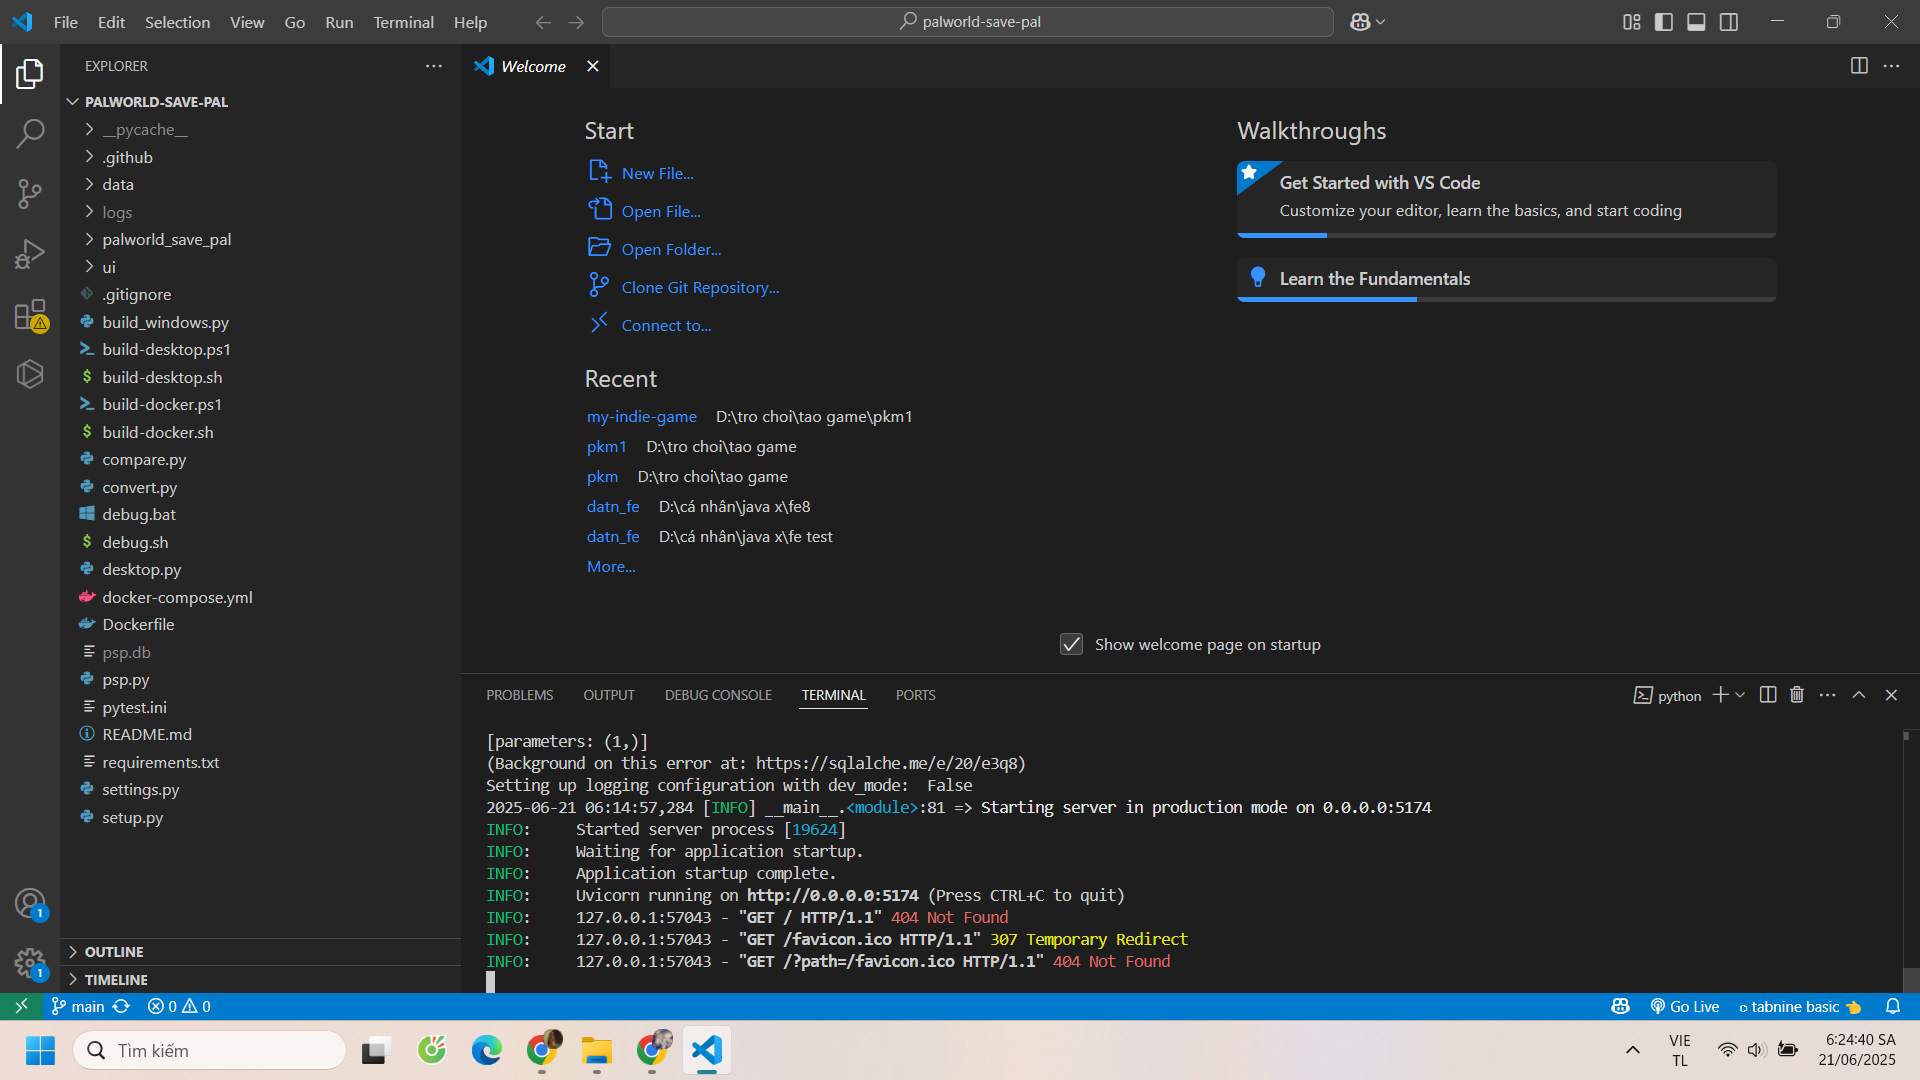 File Edit Selection View Go Run Terminal Help
palworld-save-pal
EXPLORER
PALWORLD-SAVE-PAL
__pycache__
.github
data
logs
palworld_save_pal
ui
.gitignore
build_windows.py
build-desktop.ps1
build-desktop.sh
build-docker.ps1
build-docker.sh
compare.py
convert.py
debug.bat
debug.sh
desktop.py
docker-compose.yml
Dockerfile
psp.db
psp.py
pytest.ini
README.md
requirements.txt
settings.py
setup.py
OUTLINE
TIMELINE
Welcome
Start
New File...
Open File...
Open Folder...
Clone Git Repository...
Connect to...
Recent
my-indie-game D:\tro choi\tao game\pkm1
pkm1 D:\tro choi\tao game
pkm D:\tro choi\tao game
datn_fe D:\cá nhân\java x\fe8
datn_fe D:\cá nhân\java x\fe test
More...
Walkthroughs
Get Started with VS Code
Customize your editor, learn the basics, and start coding
Learn the Fundamentals
Show welcome page on startup
PROBLEMS OUTPUT DEBUG CONSOLE TERMINAL PORTS
python
[parameters: (1,)]
(Background on this error at: https://sqlalche.me/e/20/e3q8)
Setting up logging configuration with dev_mode:  False
2025-06-21 06:14:57,284 [INFO] __main__.<module>:81 => Starting server in production mode on 0.0.0.0:5174
INFO:     Started server process [19624]
INFO:     Waiting for application startup.
INFO:     Application startup complete.
INFO:     Uvicorn running on http://0.0.0.0:5174 (Press CTRL+C to quit)
INFO:     127.0.0.1:57043 - "GET / HTTP/1.1" 404 Not Found
INFO:     127.0.0.1:57043 - "GET /favicon.ico HTTP/1.1" 307 Temporary Redirect
INFO:     127.0.0.1:57043 - "GET /?path=/favicon.ico HTTP/1.1" 404 Not Found
1
1
main 0 0
Go Live tabnine basic
Tìm kiếm
VIE
TL
6:24:40 SA
21/06/2025